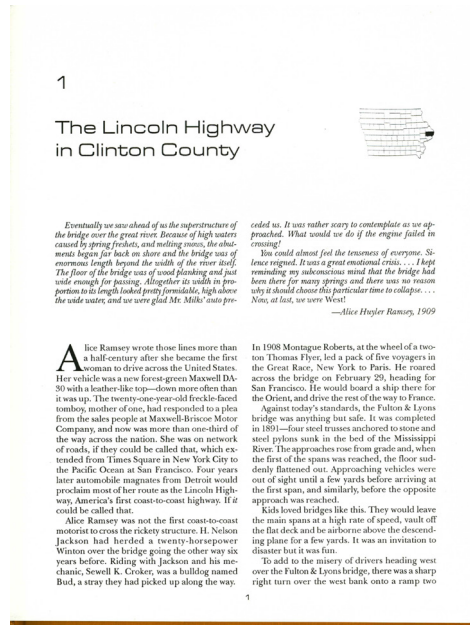 1
The Lincoln Highway
in Clinton County
Eventually we saw ahead of us the superstructure of
the bridge over the great river. Because of high waters
caused by spring freshets, and melting snows, the abut-
ments began far back on shore and the bridge was of
enormous length beyond the width of the river itself.
The floor of the bridge was of wood planking and just
wide enough for passing. Altogether its width in pro-
portion to its length looked pretty formidable, high above
the wide water, and we were glad Mr. Milks' auto pre-
ceded us. It was rather scary to contemplate as we ap-
proached. What would we do if the engine failed in
crossing!
You could almost feel the tenseness of everyone. Si-
lence reigned. It was a great emotional crisis. . . . I kept
reminding my subconscious mind that the bridge had
been there for many springs and there was no reason
why it should choose this particular time to collapse. . . .
Now, at last, we were West!
—Alice Huyler Ramsey, 1909
Alice Ramsey wrote those lines more than
a half-century after she became the first
woman to drive across the United States.
Her vehicle was a new forest-green Maxwell DA-
30 with a leather-like top—down more often than
it was up. The twenty-one-year-old freckle-faced
tomboy, mother of one, had responded to a plea
from the sales people at Maxwell-Briscoe Motor
Company, and now was more than one-third of
the way across the nation. She was on network
of roads, if they could be called that, which ex-
tended from Times Square in New York City to
the Pacific Ocean at San Francisco. Four years
later automobile magnates from Detroit would
proclaim most of her route as the Lincoln High-
way, America's first coast-to-coast highway. If it
could be called that.
Alice Ramsey was not the first coast-to-coast
motorist to cross the rickety structure. H. Nelson
Jackson had herded a twenty-horsepower
Winton over the bridge going the other way six
years before. Riding with Jackson and his me-
chanic, Sewell K. Croker, was a bulldog named
Bud, a stray they had picked up along the way.
In 1908 Montague Roberts, at the wheel of a two-
ton Thomas Flyer, led a pack of five voyagers in
the Great Race, New York to Paris. He roared
across the bridge on February 29, heading for
San Francisco. He would board a ship there for
the Orient, and drive the rest of the way to France.
Against today's standards, the Fulton & Lyons
bridge was anything but safe. It was completed
in 1891—four steel trusses anchored to stone and
steel pylons sunk in the bed of the Mississippi
River. The approaches rose from grade and, when
the first of the spans was reached, the floor sud-
denly flattened out. Approaching vehicles were
out of sight until a few yards before arriving at
the first span, and similarly, before the opposite
approach was reached.
Kids loved bridges like this. They would leave
the main spans at a high rate of speed, vault off
the flat deck and be airborne above the descend-
ing plane for a few yards. It was an invitation to
disaster but it was fun.
To add to the misery of drivers heading west
over the Fulton & Lyons bridge, there was a sharp
right turn over the west bank onto a ramp two
1